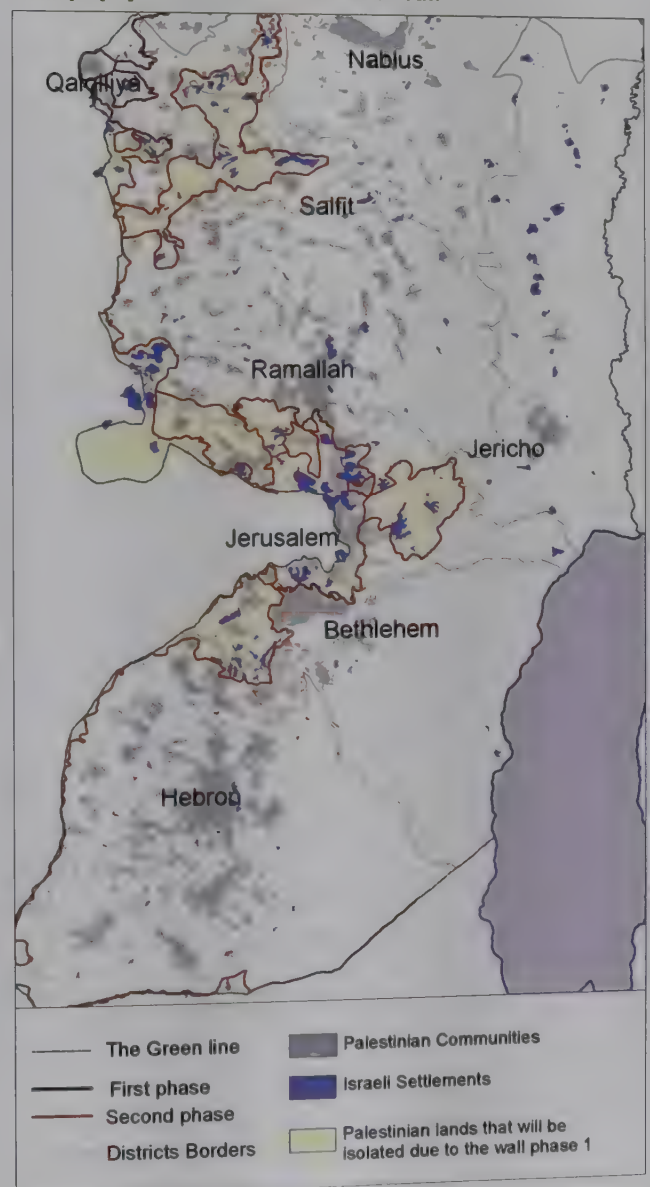 Nablus
Qalqiliya
Salfit
Ramallah
Jericho
Jerusalem
Bethlehem
Hebron
The Green line
First phase
Second phase
Districts Borders
Palestinian Communities
Israeli Settlements
Palestinian lands that will be
isolated due to the wall phase 1